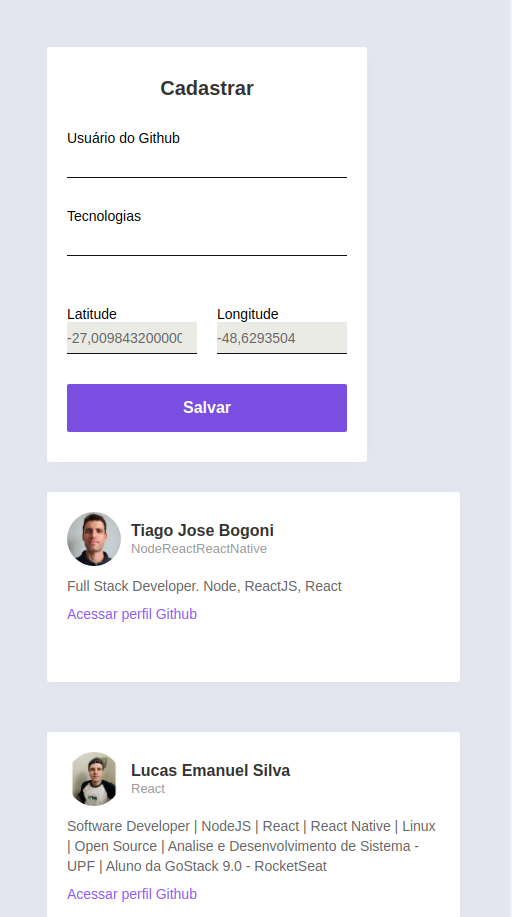 Cadastrar
Usuário do Github
Tecnologias
Latitude Longitude
-27,009843200000 -48,6293504
Salvar
Tiago Jose Bogoni
NodeReactReactNative
Full Stack Developer. Node, ReactJS, React
Acessar perfil Github
Lucas Emanuel Silva
React
Software Developer | NodeJS | React | React Native | Linux
| Open Source | Analise e Desenvolvimento de Sistema -
UPF | Aluno da GoStack 9.0 - RocketSeat
Acessar perfil Github